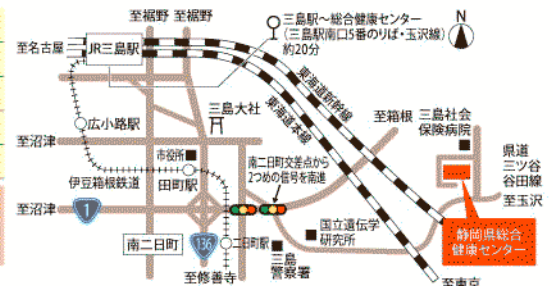 至裾野
至裾野
三島駅〜総合健康センター
(三島駅南口5番のりば・玉沢線)
約20分
N
至名古屋
JR三島駅
東海道新幹線
東海道本線
三島大社
至箱根
三島社会
保険病院
広小路駅
至沼津
市役所
南二日町交差点から
2つめの信号を南進
県道
三ツ谷
谷田線
伊豆箱根鉄道
田町駅
至玉沢
至沼津
1
国立遺伝学
研究所
静岡県総合
健康センター
南二日町
136
二日町駅
三島
警察署
至修善寺
至東京